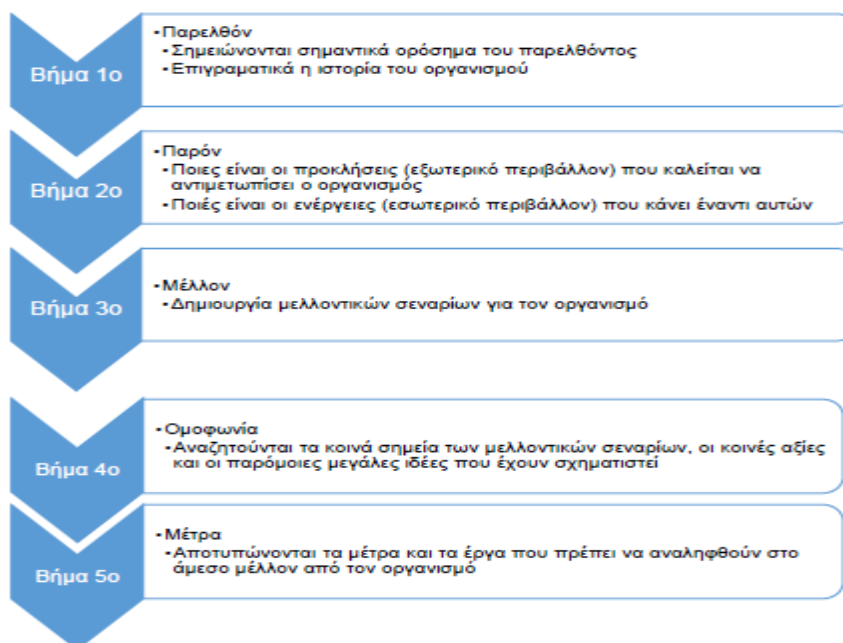 Βήμα 1ο
•Παρελθόν
•Σημειώνονται σημαντικά ορόσημα του παρελθόντος
•Επιγραματικά η ιστορία του οργανισμού
Βήμα 2ο
•Παρόν
•Ποιες είναι οι προκλήσεις (εξωτερικό περιβάλλον) που καλείται να
αντιμετωπίσει ο οργανισμός
•Ποιές είναι οι ενέργειες (εσωτερικό περιβάλλον) που κάνει έναντι αυτών
Βήμα 3ο
•Μέλλον
•Δημιουργία μελλοντικών σεναρίων για τον οργανισμό
Βήμα 4ο
•Ομοφωνία
•Αναζητούνται τα κοινά σημεία των μελλοντικών σεναρίων, οι κοινές αξίες
και οι παρόμοιες μεγάλες ιδέες που έχουν σχηματιστεί
Βήμα 5ο
•Μέτρα
•Αποτυπώνονται τα μέτρα και τα έργα που πρέπει να αναληφθούν στο
άμεσο μέλλον από τον οργανισμό